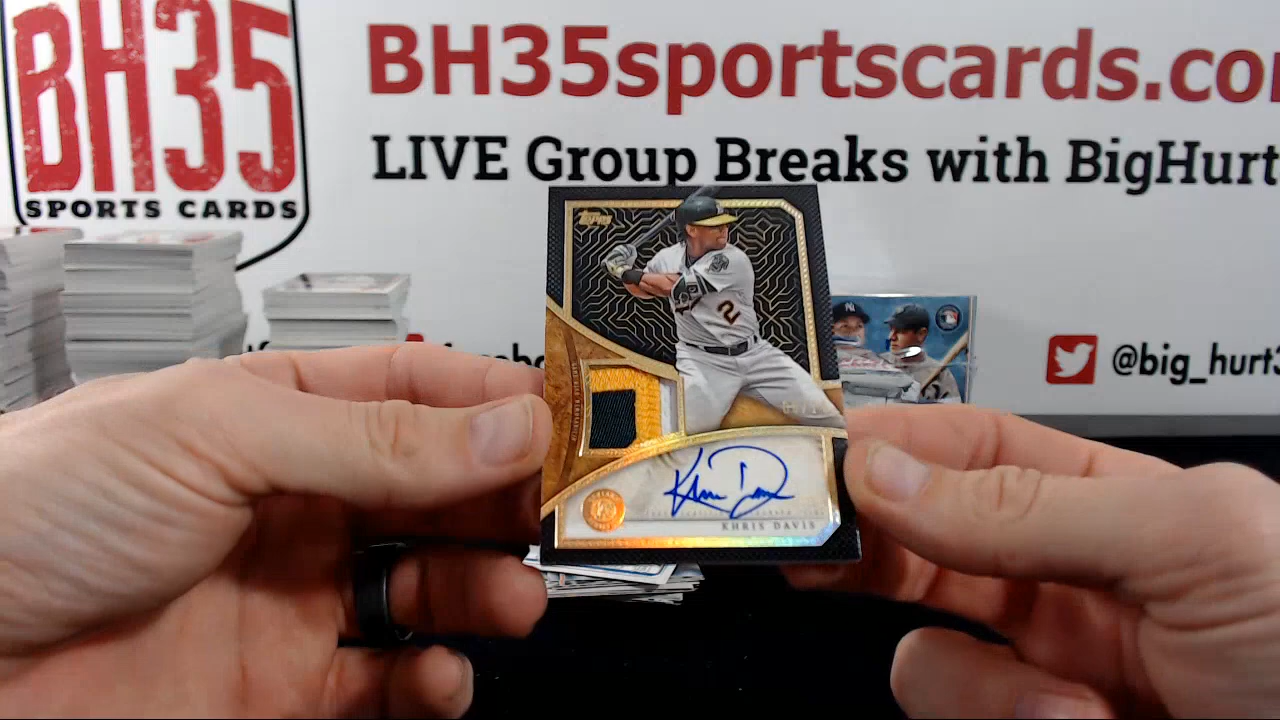 BH35
SPORTS CARDS
BH35sportscards.co
LIVE Group Breaks with BigHurt
@big_hurt3
Topps
2
KHRIS DAVIS